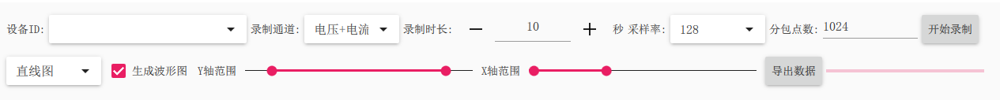 设备ID: 录制通道: 电压+电流 录制时长: 10 秒 采样率: 128 分包点数: 1024 开始录制
直线图 生成波形图 Y轴范围 X轴范围 导出数据